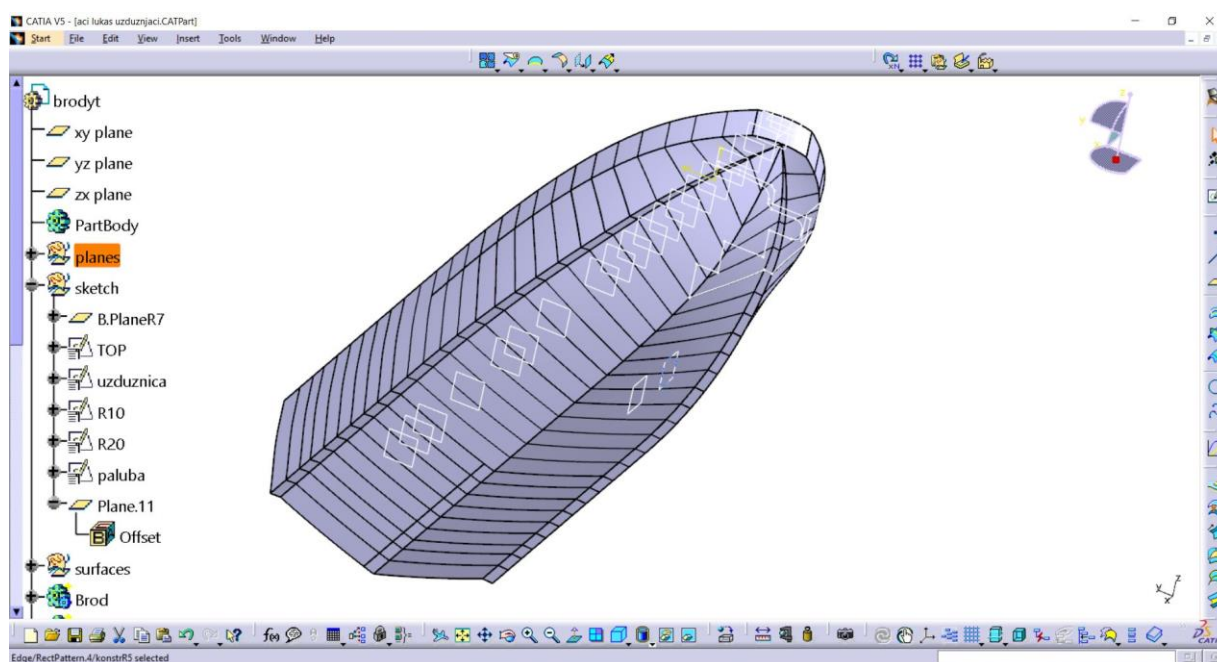 CATIA V5 - [aci lukas uzduznjaci.CATPart]
Start File Edit View Insert Tools Window Help
brodyt
xy plane
yz plane
zx plane
PartBody
planes
sketch
B.PlaneR7
TOP
uzduznica
R10
R20
paluba
Plane.11
Offset
surfaces
Brod
z
y
x
z
y
x
f(x)
Edge/RectPattern.4/konstrR5 selected